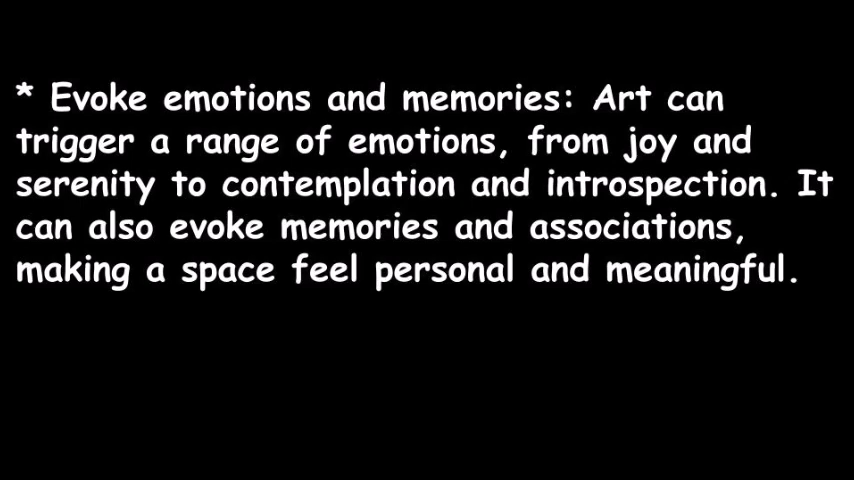 * Evoke emotions and memories: Art can
trigger a range of emotions, from joy and
serenity to contemplation and introspection. It
can also evoke memories and associations,
making a space feel personal and meaningful.